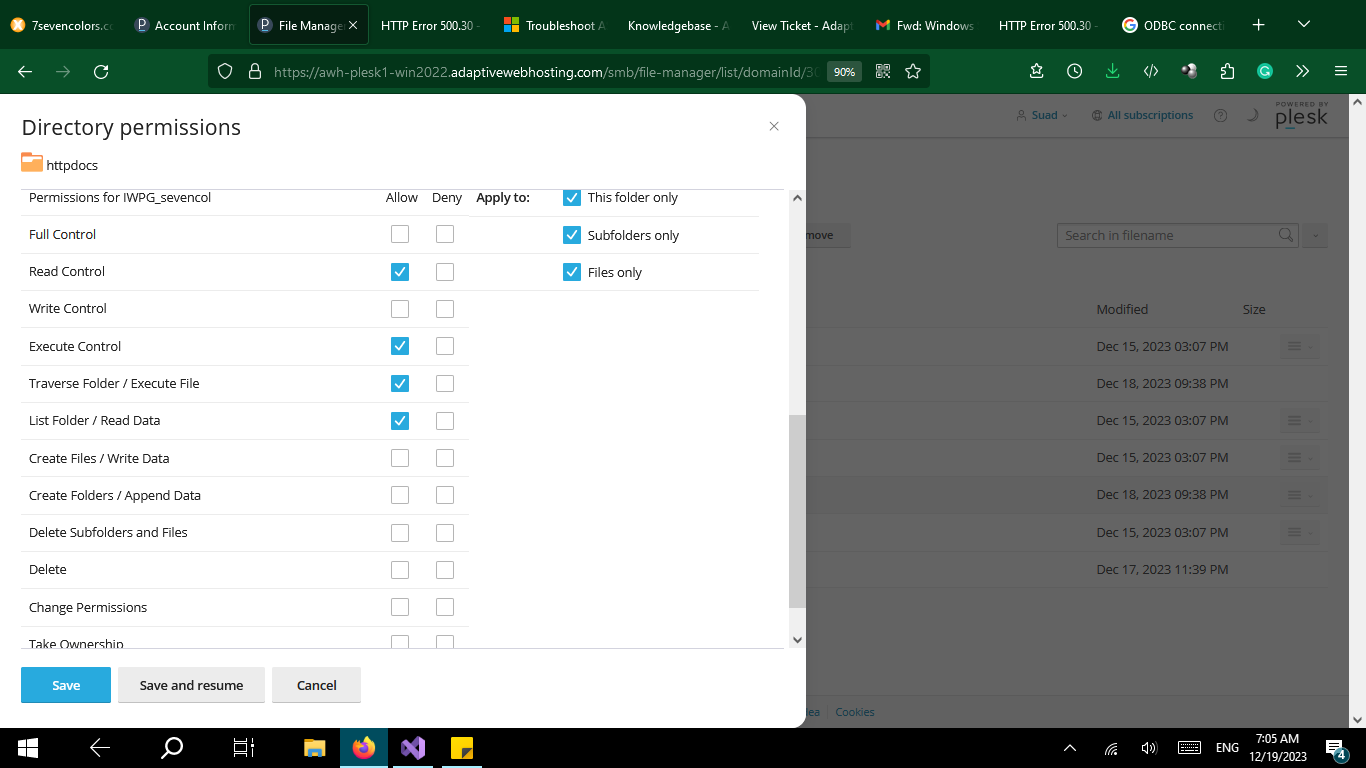 7sevencolors.co
Account Inform
File Manager
HTTP Error 500.30 -
Troubleshoot A
Knowledgebase - A
View Ticket - Adapt
Fwd: Windows
HTTP Error 500.30 -
ODBC connecti
https://awh-plesk1-win2022.adaptivewebhosting.com/smb/file-manager/list/domainId/30
90%
Directory permissions
httpdocs
Permissions for IWPG_sevencol Allow Deny Apply to: This folder only
Full Control Subfolders only
Read Control Files only
Write Control
Execute Control
Traverse Folder / Execute File
List Folder / Read Data
Create Files / Write Data
Create Folders / Append Data
Delete Subfolders and Files
Delete
Change Permissions
Take Ownership
Save Save and resume Cancel
Suad All subscriptions
POWERED BY
plesk
move Search in filename
Modified Size
Dec 15, 2023 03:07 PM
Dec 18, 2023 09:38 PM
Dec 15, 2023 03:07 PM
Dec 15, 2023 03:07 PM
Dec 18, 2023 09:38 PM
Dec 15, 2023 03:07 PM
Dec 17, 2023 11:39 PM
dea Cookies
ENG
7:05 AM
12/19/2023
4